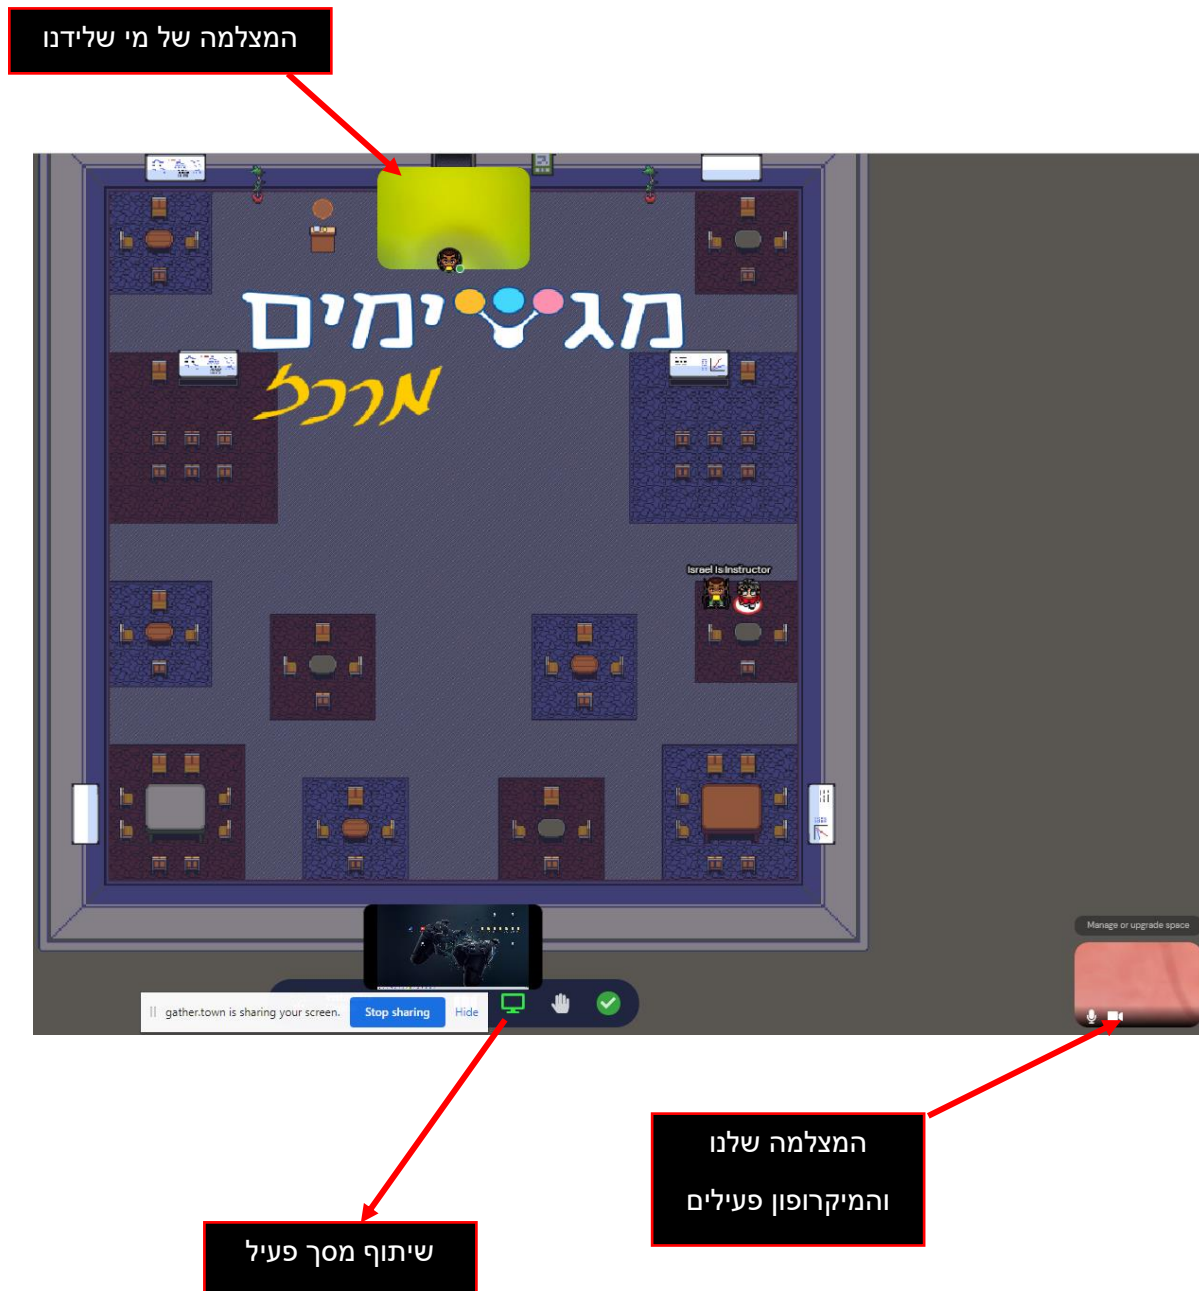 המצלמה של מי שלידנו
מגשימים
מרכז
Israel Is Instructor
Manage or upgrade space
gather.town is sharing your screen. Stop sharing Hide
המצלמה שלנו
והמיקרופון פעילים
שיתוף מסך פעיל